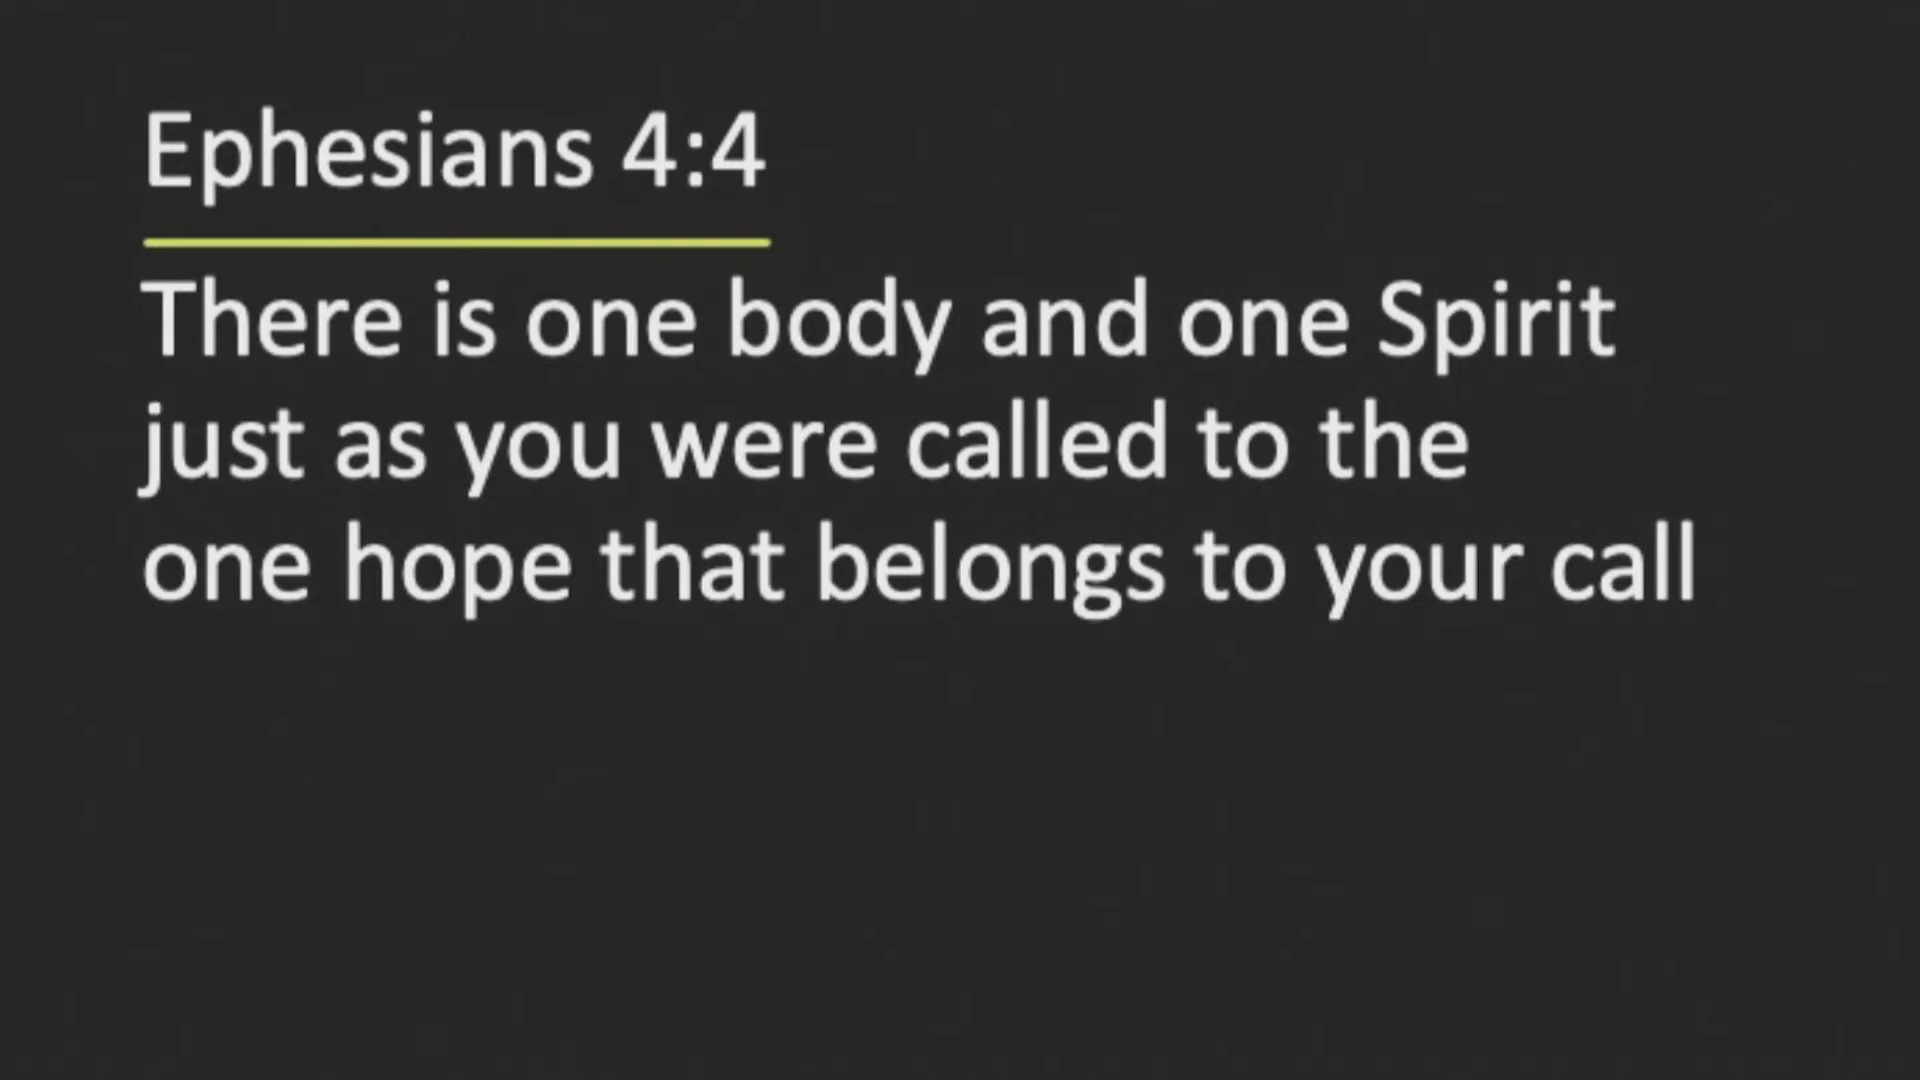 Ephesians 4:4
There is one body and one Spirit
just as you were called to the
one hope that belongs to your call